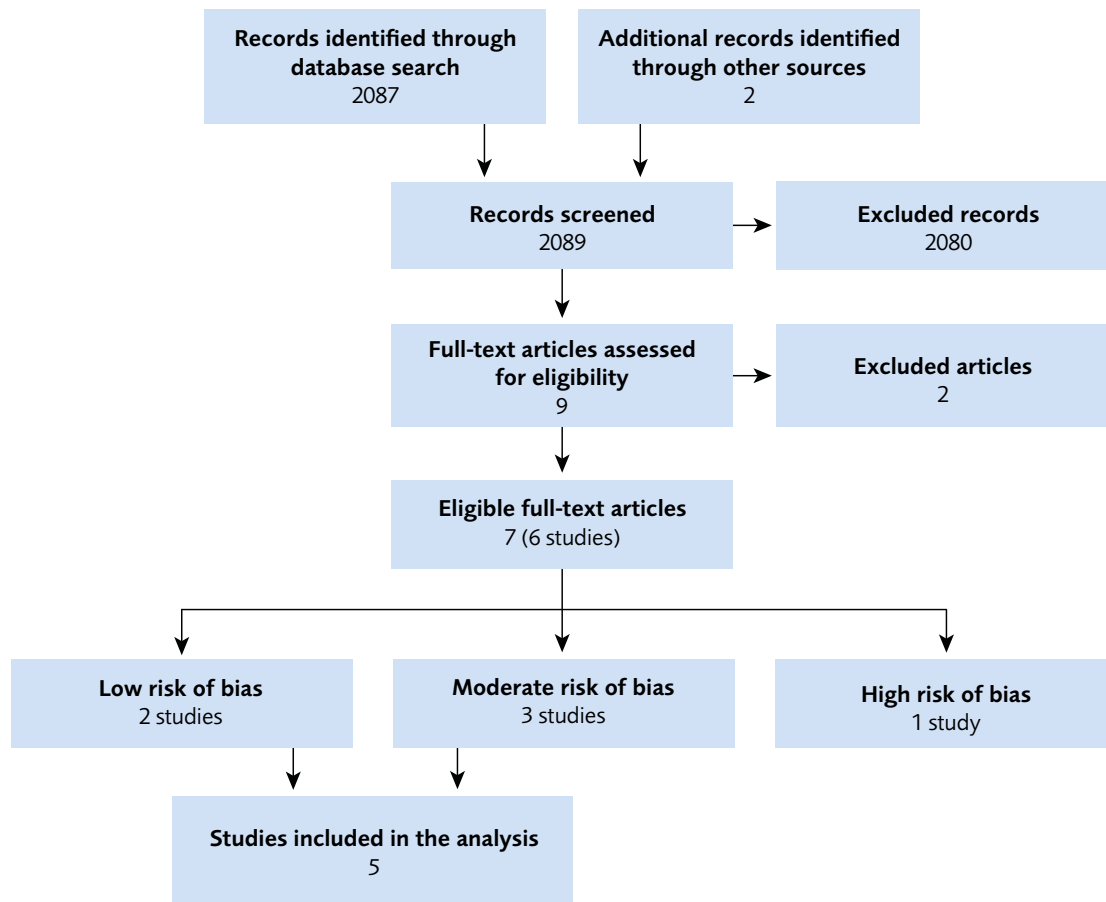 Records identified through
database search
2087
Additional records identified
through other sources
2
Records screened
2089
Excluded records
2080
Full-text articles assessed
for eligibility
9
Excluded articles
2
Eligible full-text articles
7 (6 studies)
Low risk of bias
2 studies
Moderate risk of bias
3 studies
High risk of bias
1 study
Studies included in the analysis
5